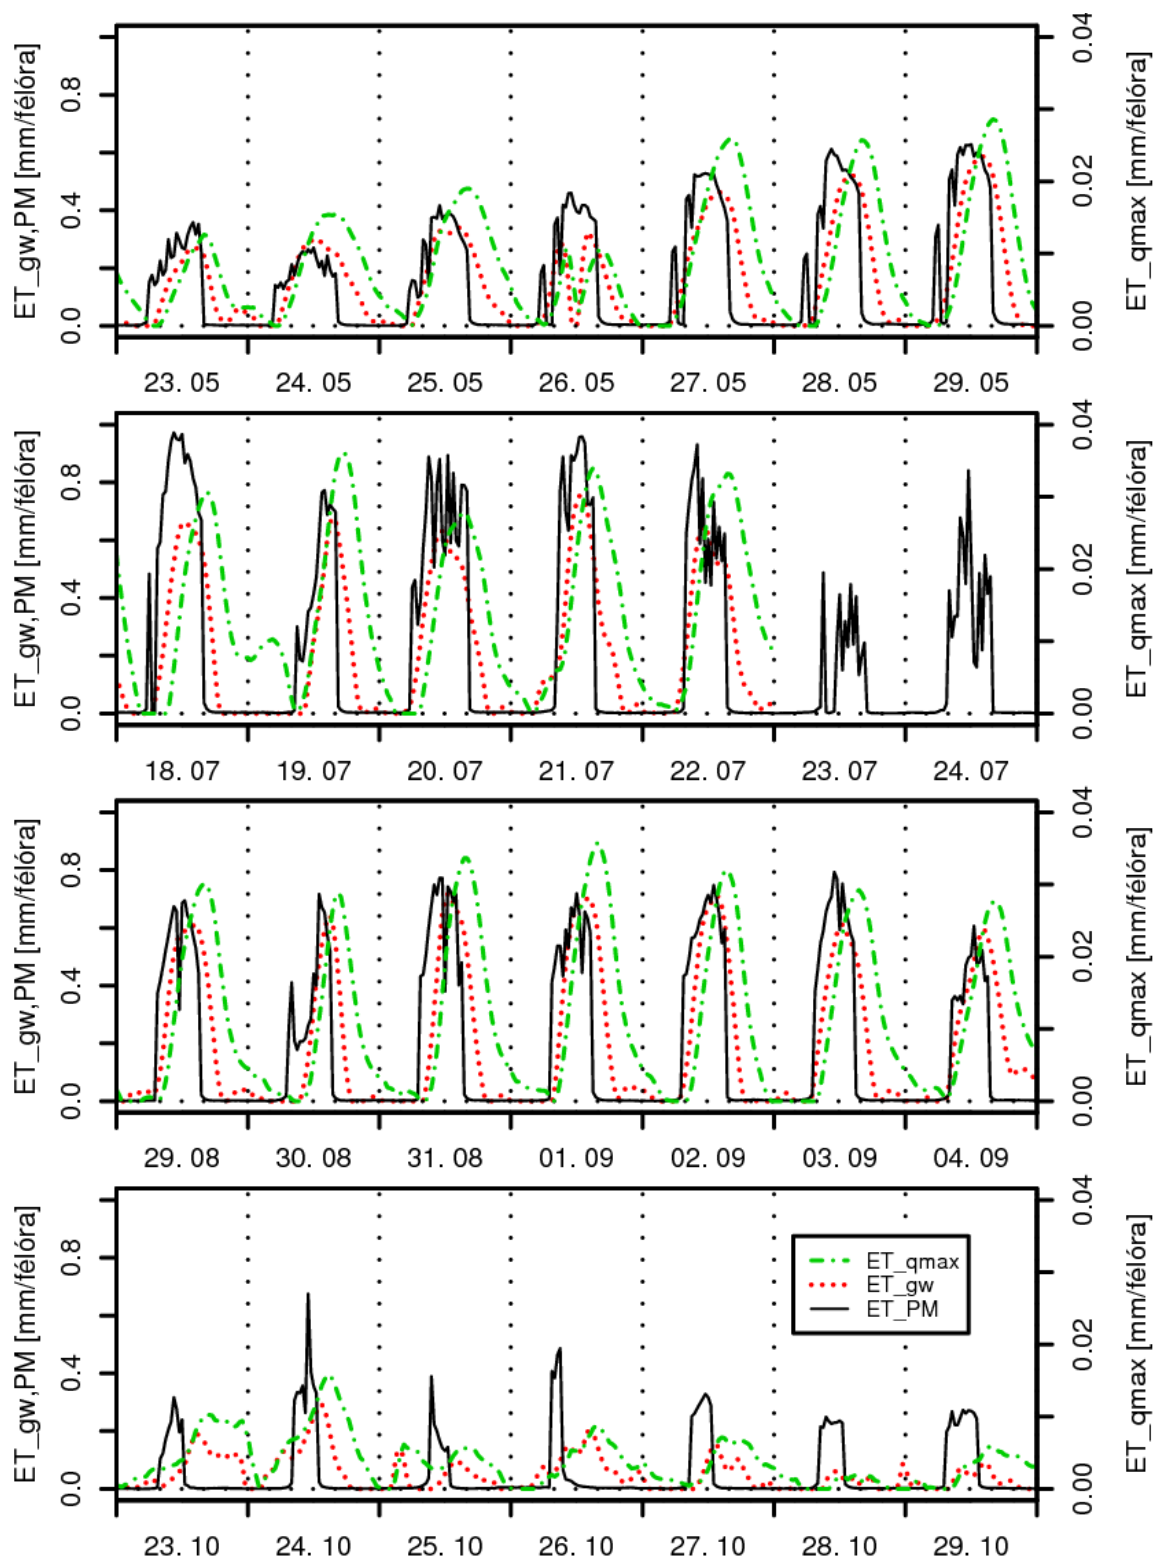 ET_gw,PM [mm/félóra]
0.0 0.4 0.8
0.00 0.02 0.04
ET_qmax [mm/félóra]
23. 05 24. 05 25. 05 26. 05 27. 05 28. 05 29. 05
ET_gw,PM [mm/félóra]
0.0 0.4 0.8
0.00 0.02 0.04
ET_qmax [mm/félóra]
18. 07 19. 07 20. 07 21. 07 22. 07 23. 07 24. 07
ET_gw,PM [mm/félóra]
0.0 0.4 0.8
0.00 0.02 0.04
ET_qmax [mm/félóra]
29. 08 30. 08 31. 08 01. 09 02. 09 03. 09 04. 09
ET_gw,PM [mm/félóra]
0.0 0.4 0.8
ET_qmax
ET_gw
ET_PM
0.00 0.02 0.04
ET_qmax [mm/félóra]
23. 10 24. 10 25. 10 26. 10 27. 10 28. 10 29. 10